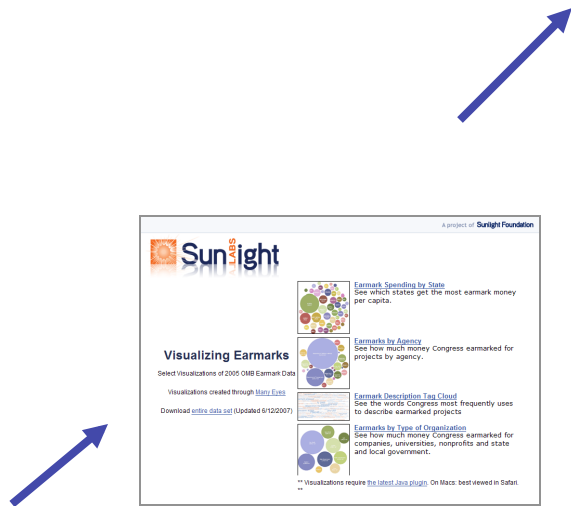 A project of Sunlight Foundation
Sunlight
LABS
Earmark Spending by State
See which states get the most earmark money
per capita.
Visualizing Earmarks
Select Visualizations of 2005 OMB Earmark Data
Visualizations created through Many Eyes
Download entire data set (Updated 6/12/2007)
Earmarks by Agency
See how much money Congress earmarked for
projects by agency.
Earmark Description Tag Cloud
See the words Congress most frequently uses
to describe earmarked projects
Earmarks by Type of Organization
See how much money Congress earmarked for
companies, universities, nonprofits and state
and local government.
** Visualizations require the latest Java plugin. On Macs: best viewed in Safari.
**